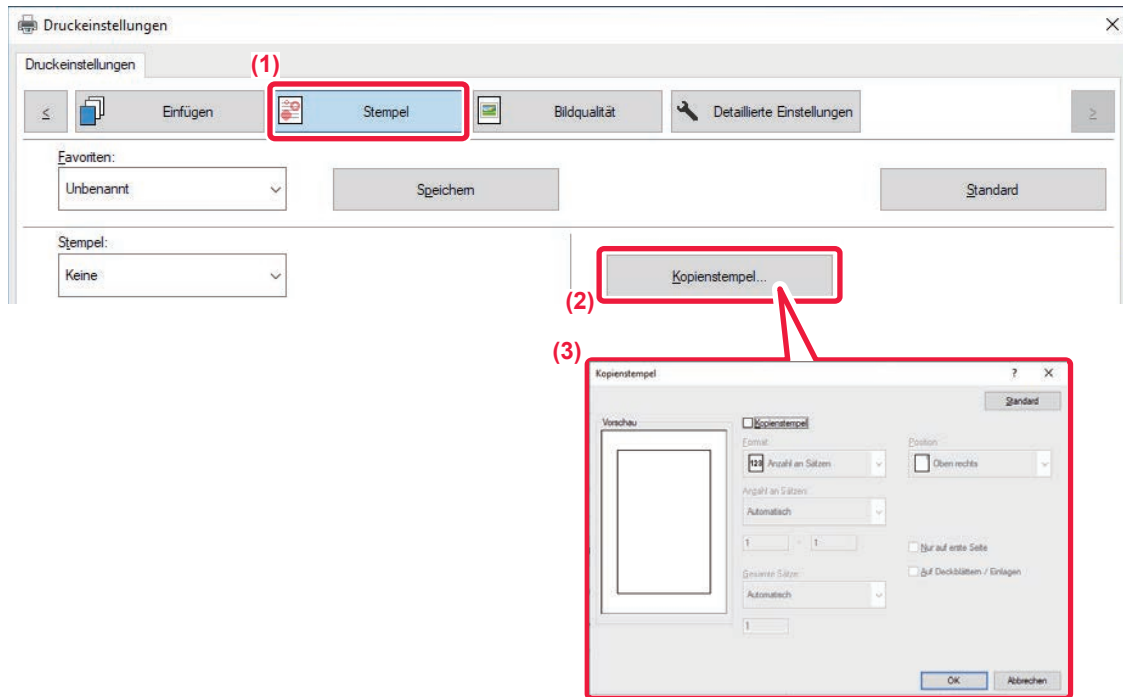 Druckeinstellungen
Druckeinstellungen
(1)
≤ Einfügen Stempel Bildqualität Detaillierte Einstellungen ≥
Favoriten:
Unbenannt Speichern Standard
Stempel:
Keine Kopienstempel...
(2)
(3)
Kopienstempel ?
Standard
Vorschau Kopienstempel
Format: Position:
123 Anzahl an Sätzen Oben rechts
Anzahl an Sätzen:
Automatisch
1 - 1 Nur auf erste Seite
Gesamte Sätze: Auf Deckblättern / Einlagen
Automatisch
1
OK Abbrechen